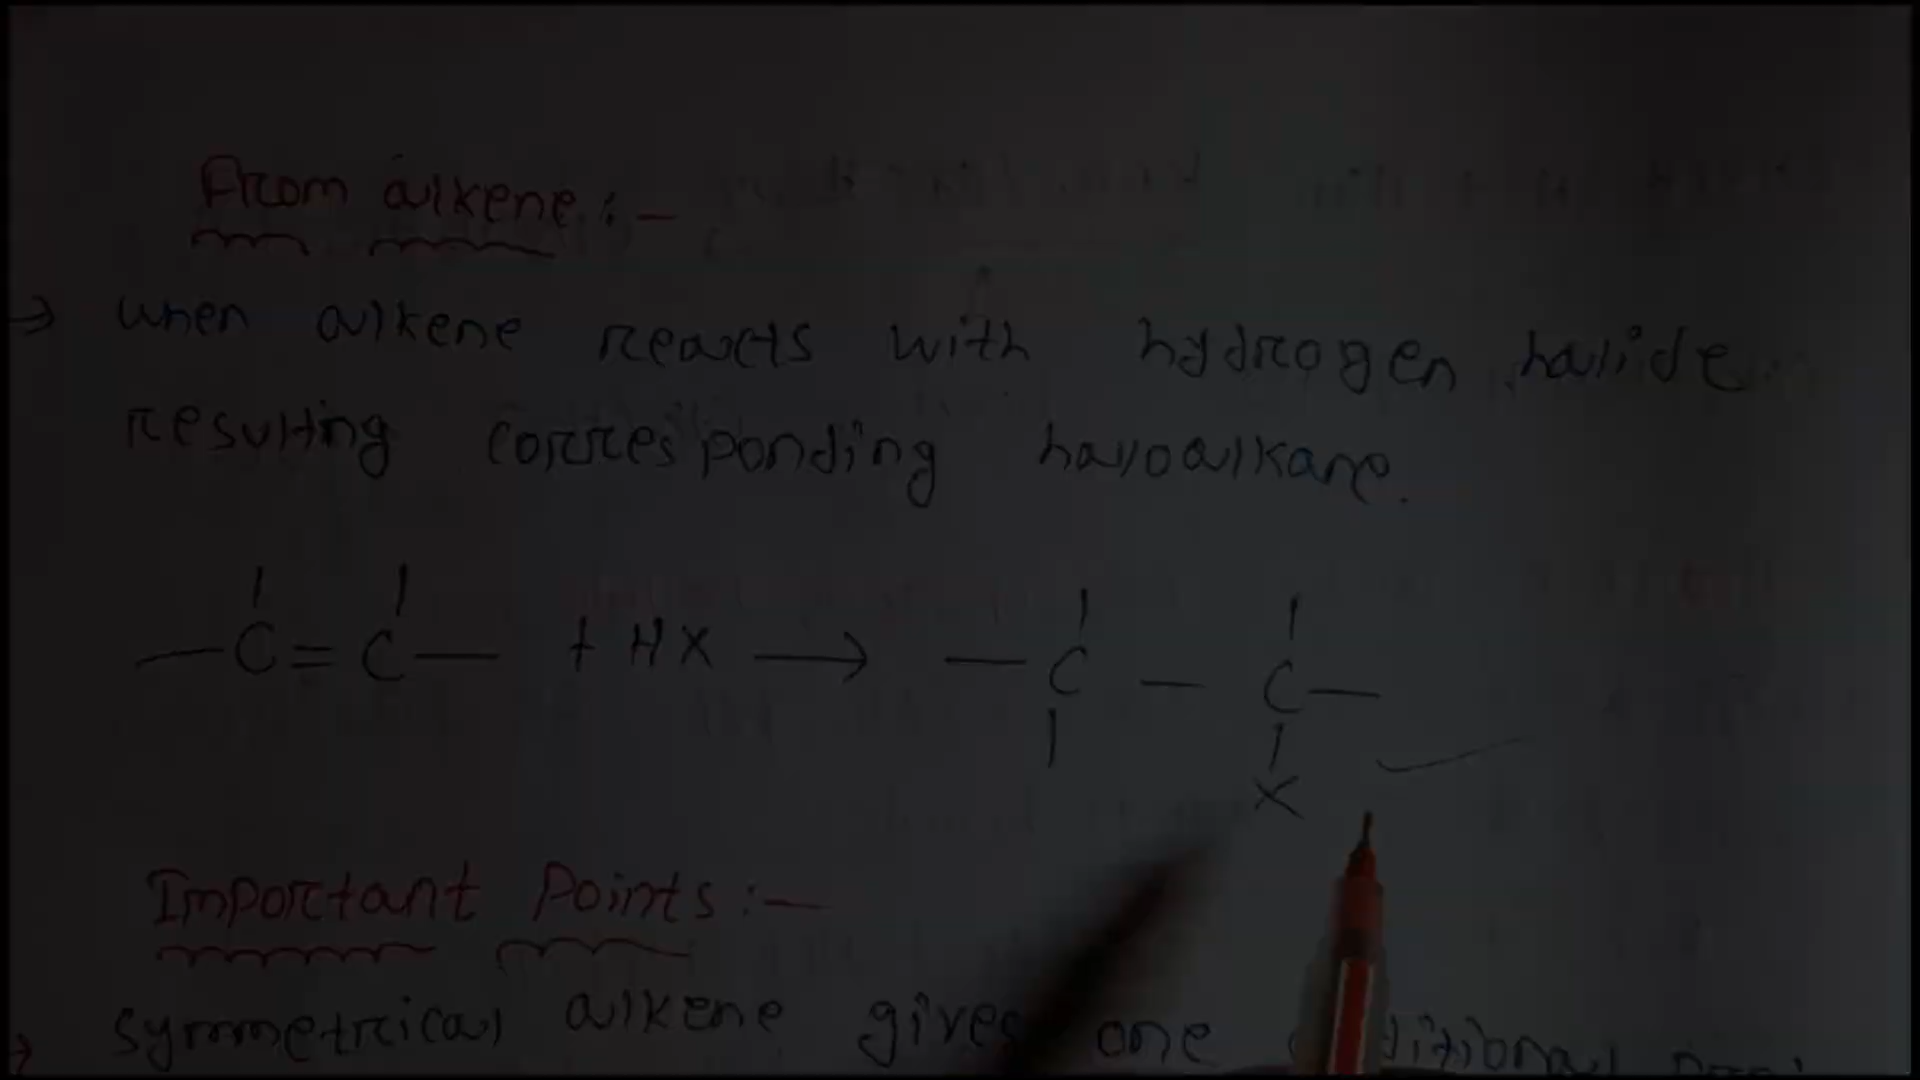 From alkene:-
→ when alkene reacts with hydrogen halide
resulting corresponding haloalkane.
| | | |
—C=C— + HX → —C — C—
| |
X
Important Points:-
→ symmetrical alkene gives one